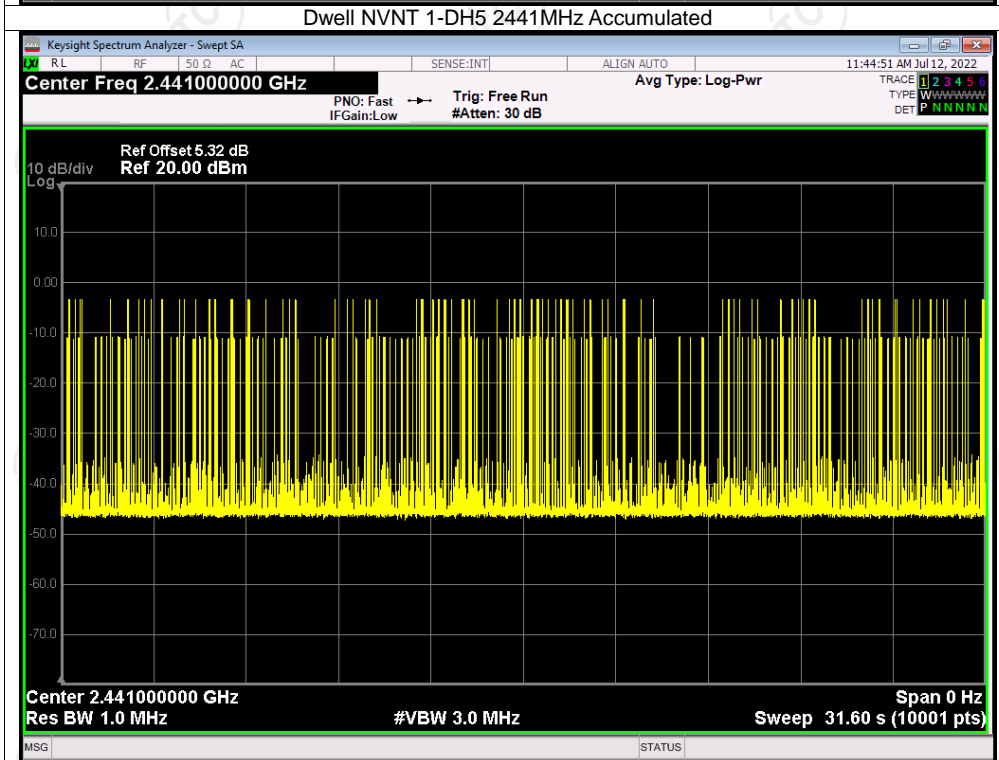 Dwell NVNT 1-DH5 2441MHz Accumulated
Keysight Spectrum Analyzer - Swept SA
LXI RL RF 50 Ω AC SENSE:INT ALIGN AUTO 11:44:51 AM Jul 12, 2022
Center Freq 2.441000000 GHz Avg Type: Log-Pwr TRACE 1 2 3 4 5 6
PNO: Fast Trig: Free Run TYPE WWWWWW
IFGain:Low #Atten: 30 dB DET P N N N N N
Ref Offset 5.32 dB
10 dB/div Ref 20.00 dBm
Log
10.0
0.00
-10.0
-20.0
-30.0
-40.0
-50.0
-60.0
-70.0
Center 2.441000000 GHz Span 0 Hz
Res BW 1.0 MHz #VBW 3.0 MHz Sweep 31.60 s (10001 pts)
MSG STATUS